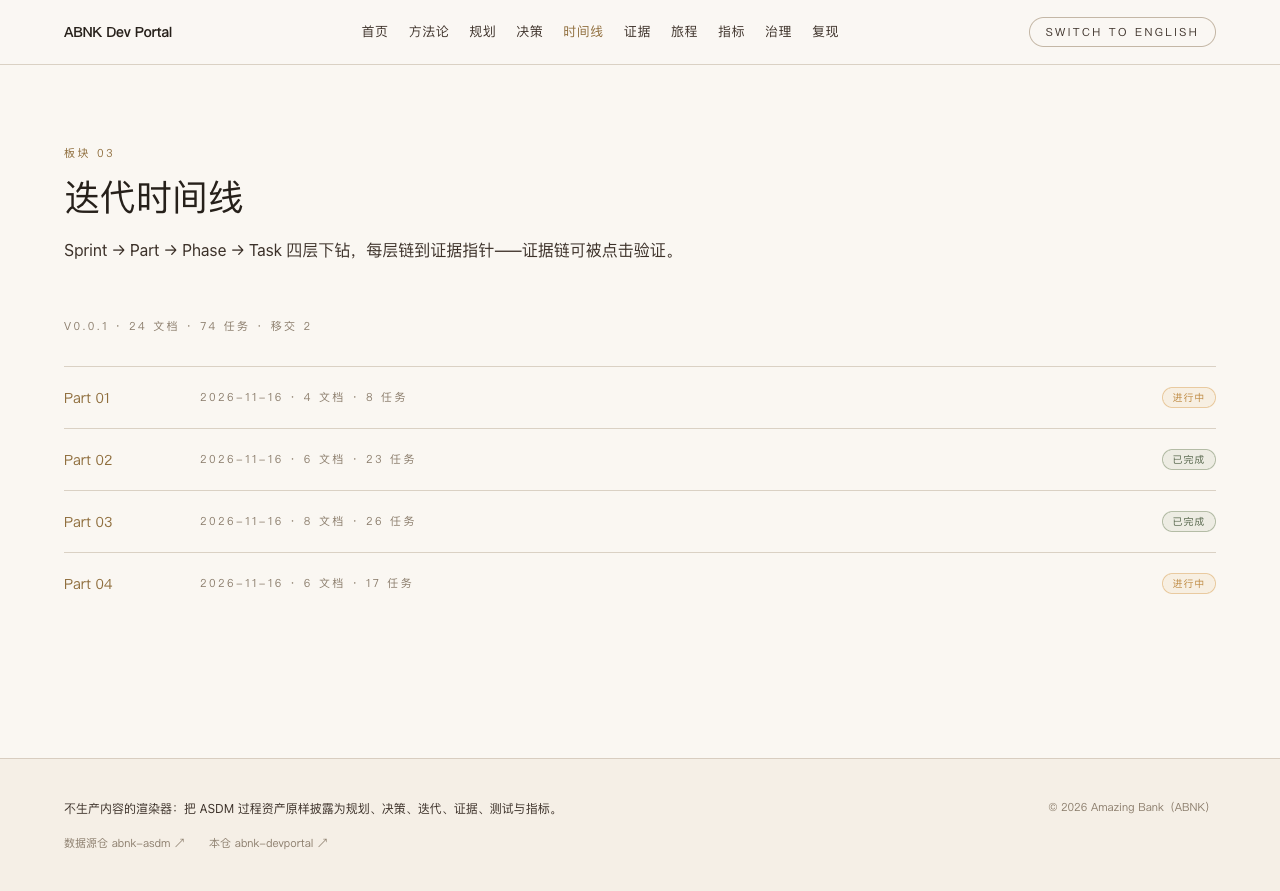 ABNK Dev Portal
首页 方法论 规划 决策 时间线 证据 旅程 指标 治理 复现
SWITCH TO ENGLISH
板块 03
迭代时间线
Sprint → Part → Phase → Task 四层下钻，每层链到证据指针——证据链可被点击验证。
V0.0.1 · 24 文档 · 74 任务 · 移交 2
Part 01 2026-11-16 · 4 文档 · 8 任务 进行中
Part 02 2026-11-16 · 6 文档 · 23 任务 已完成
Part 03 2026-11-16 · 8 文档 · 26 任务 已完成
Part 04 2026-11-16 · 6 文档 · 17 任务 进行中
不生产内容的渲染器：把 ASDM 过程资产原样披露为规划、决策、迭代、证据、测试与指标。
© 2026 Amazing Bank（ABNK）
数据源仓 abnk-asdm ↗ 本仓 abnk-devportal ↗